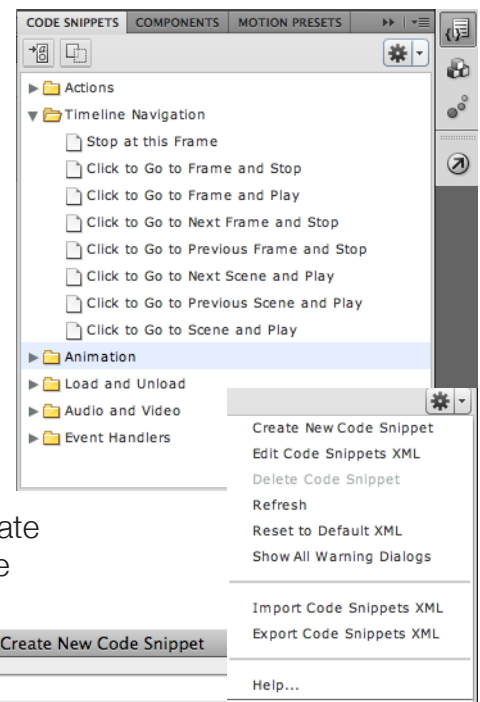 CODE SNIPPETS COMPONENTS MOTION PRESETS
Actions
Timeline Navigation
Stop at this Frame
Click to Go to Frame and Stop
Click to Go to Frame and Play
Click to Go to Next Frame and Stop
Click to Go to Previous Frame and Stop
Click to Go to Next Scene and Play
Click to Go to Previous Scene and Play
Click to Go to Scene and Play
Animation
Load and Unload
Audio and Video
Event Handlers
Create New Code Snippet
Edit Code Snippets XML
Delete Code Snippet
Refresh
Reset to Default XML
Show All Warning Dialogs
Import Code Snippets XML
Export Code Snippets XML
Help...
ate
e
Create New Code Snippet